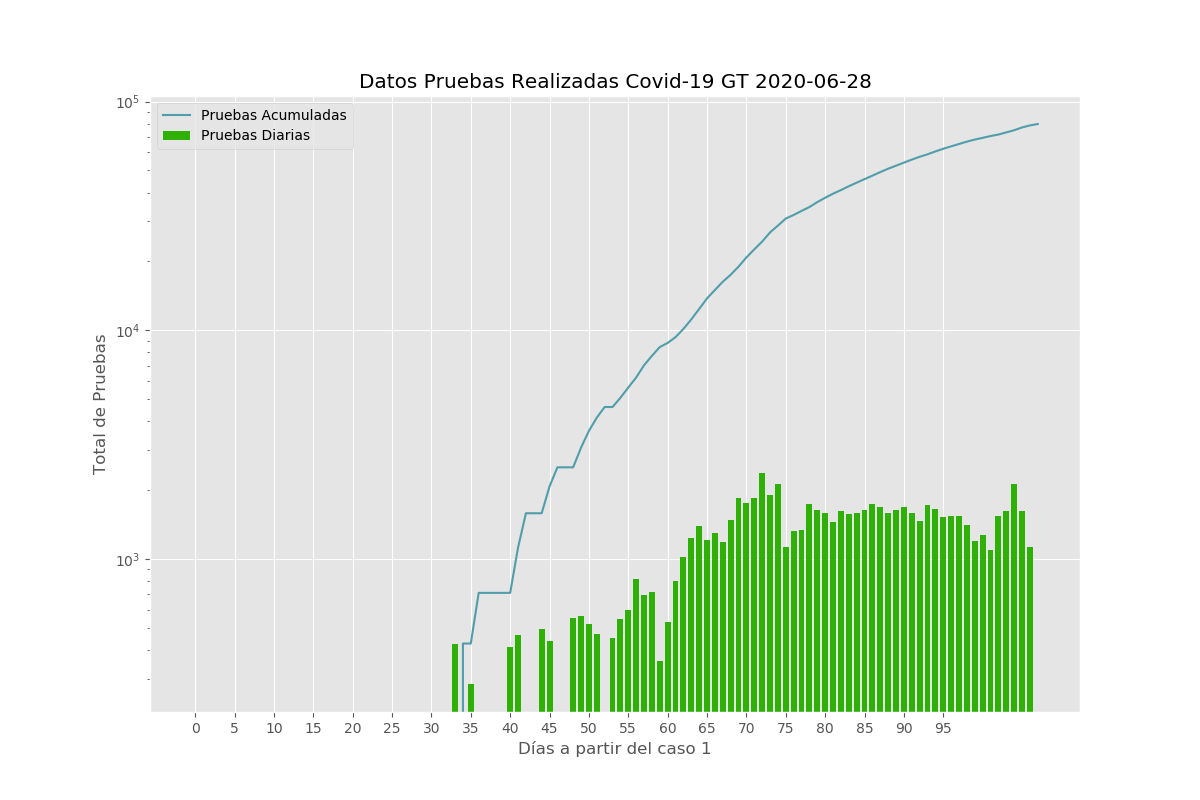 Datos Pruebas Realizadas Covid-19 GT 2020-06-28
Pruebas Acumuladas
Pruebas Diarias
Total de Pruebas
10^5
10^4
10^3
0 5 10 15 20 25 30 35 40 45 50 55 60 65 70 75 80 85 90 95
Días a partir del caso 1